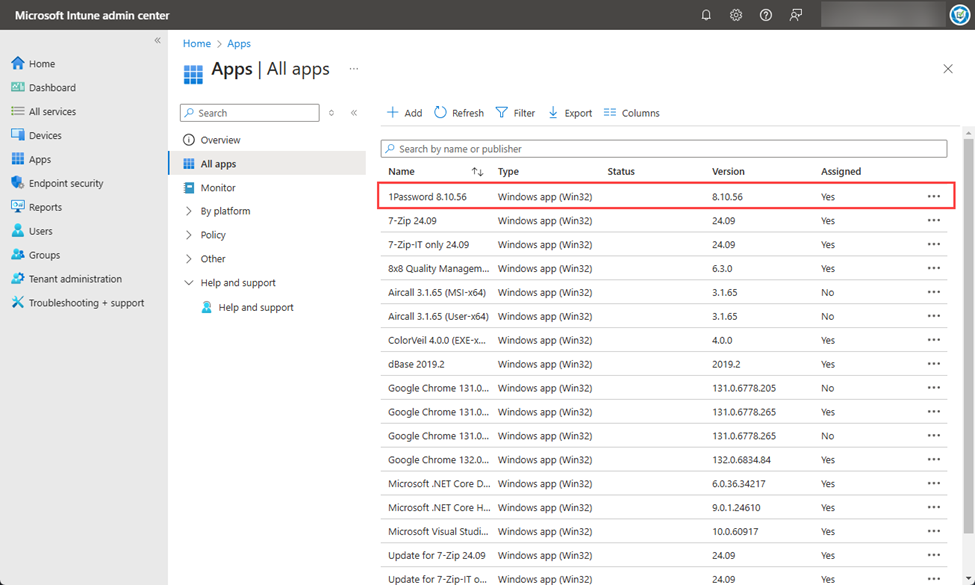 Microsoft Intune admin center
Home
Dashboard
All services
Devices
Apps
Endpoint security
Reports
Users
Groups
Tenant administration
Troubleshooting + support
Home > Apps
Apps | All apps
Search
Overview
All apps
Monitor
By platform
Policy
Other
Help and support
Help and support
Add Refresh Filter Export Columns
Search by name or publisher
Name Type Status Version Assigned
1Password 8.10.56 Windows app (Win32) 8.10.56 Yes
7-Zip 24.09 Windows app (Win32) 24.09 Yes
7-Zip-IT only 24.09 Windows app (Win32) 24.09 Yes
8x8 Quality Managem... Windows app (Win32) 6.3.0 Yes
Aircall 3.1.65 (MSI-x64) Windows app (Win32) 3.1.65 No
Aircall 3.1.65 (User-x64) Windows app (Win32) 3.1.65 No
ColorVeil 4.0.0 (EXE-x... Windows app (Win32) 4.0.0 Yes
dBase 2019.2 Windows app (Win32) 2019.2 Yes
Google Chrome 131.0... Windows app (Win32) 131.0.6778.205 No
Google Chrome 131.0... Windows app (Win32) 131.0.6778.265 Yes
Google Chrome 131.0... Windows app (Win32) 131.0.6778.265 No
Google Chrome 132.0... Windows app (Win32) 132.0.6834.84 Yes
Microsoft .NET Core D... Windows app (Win32) 6.0.36.34217 Yes
Microsoft .NET Core H... Windows app (Win32) 9.0.1.24610 Yes
Microsoft Visual Studi... Windows app (Win32) 10.0.60917 Yes
Update for 7-Zip 24.09 Windows app (Win32) 24.09 Yes
Update for 7-Zip-IT o... Windows app (Win32) 24.09 Yes